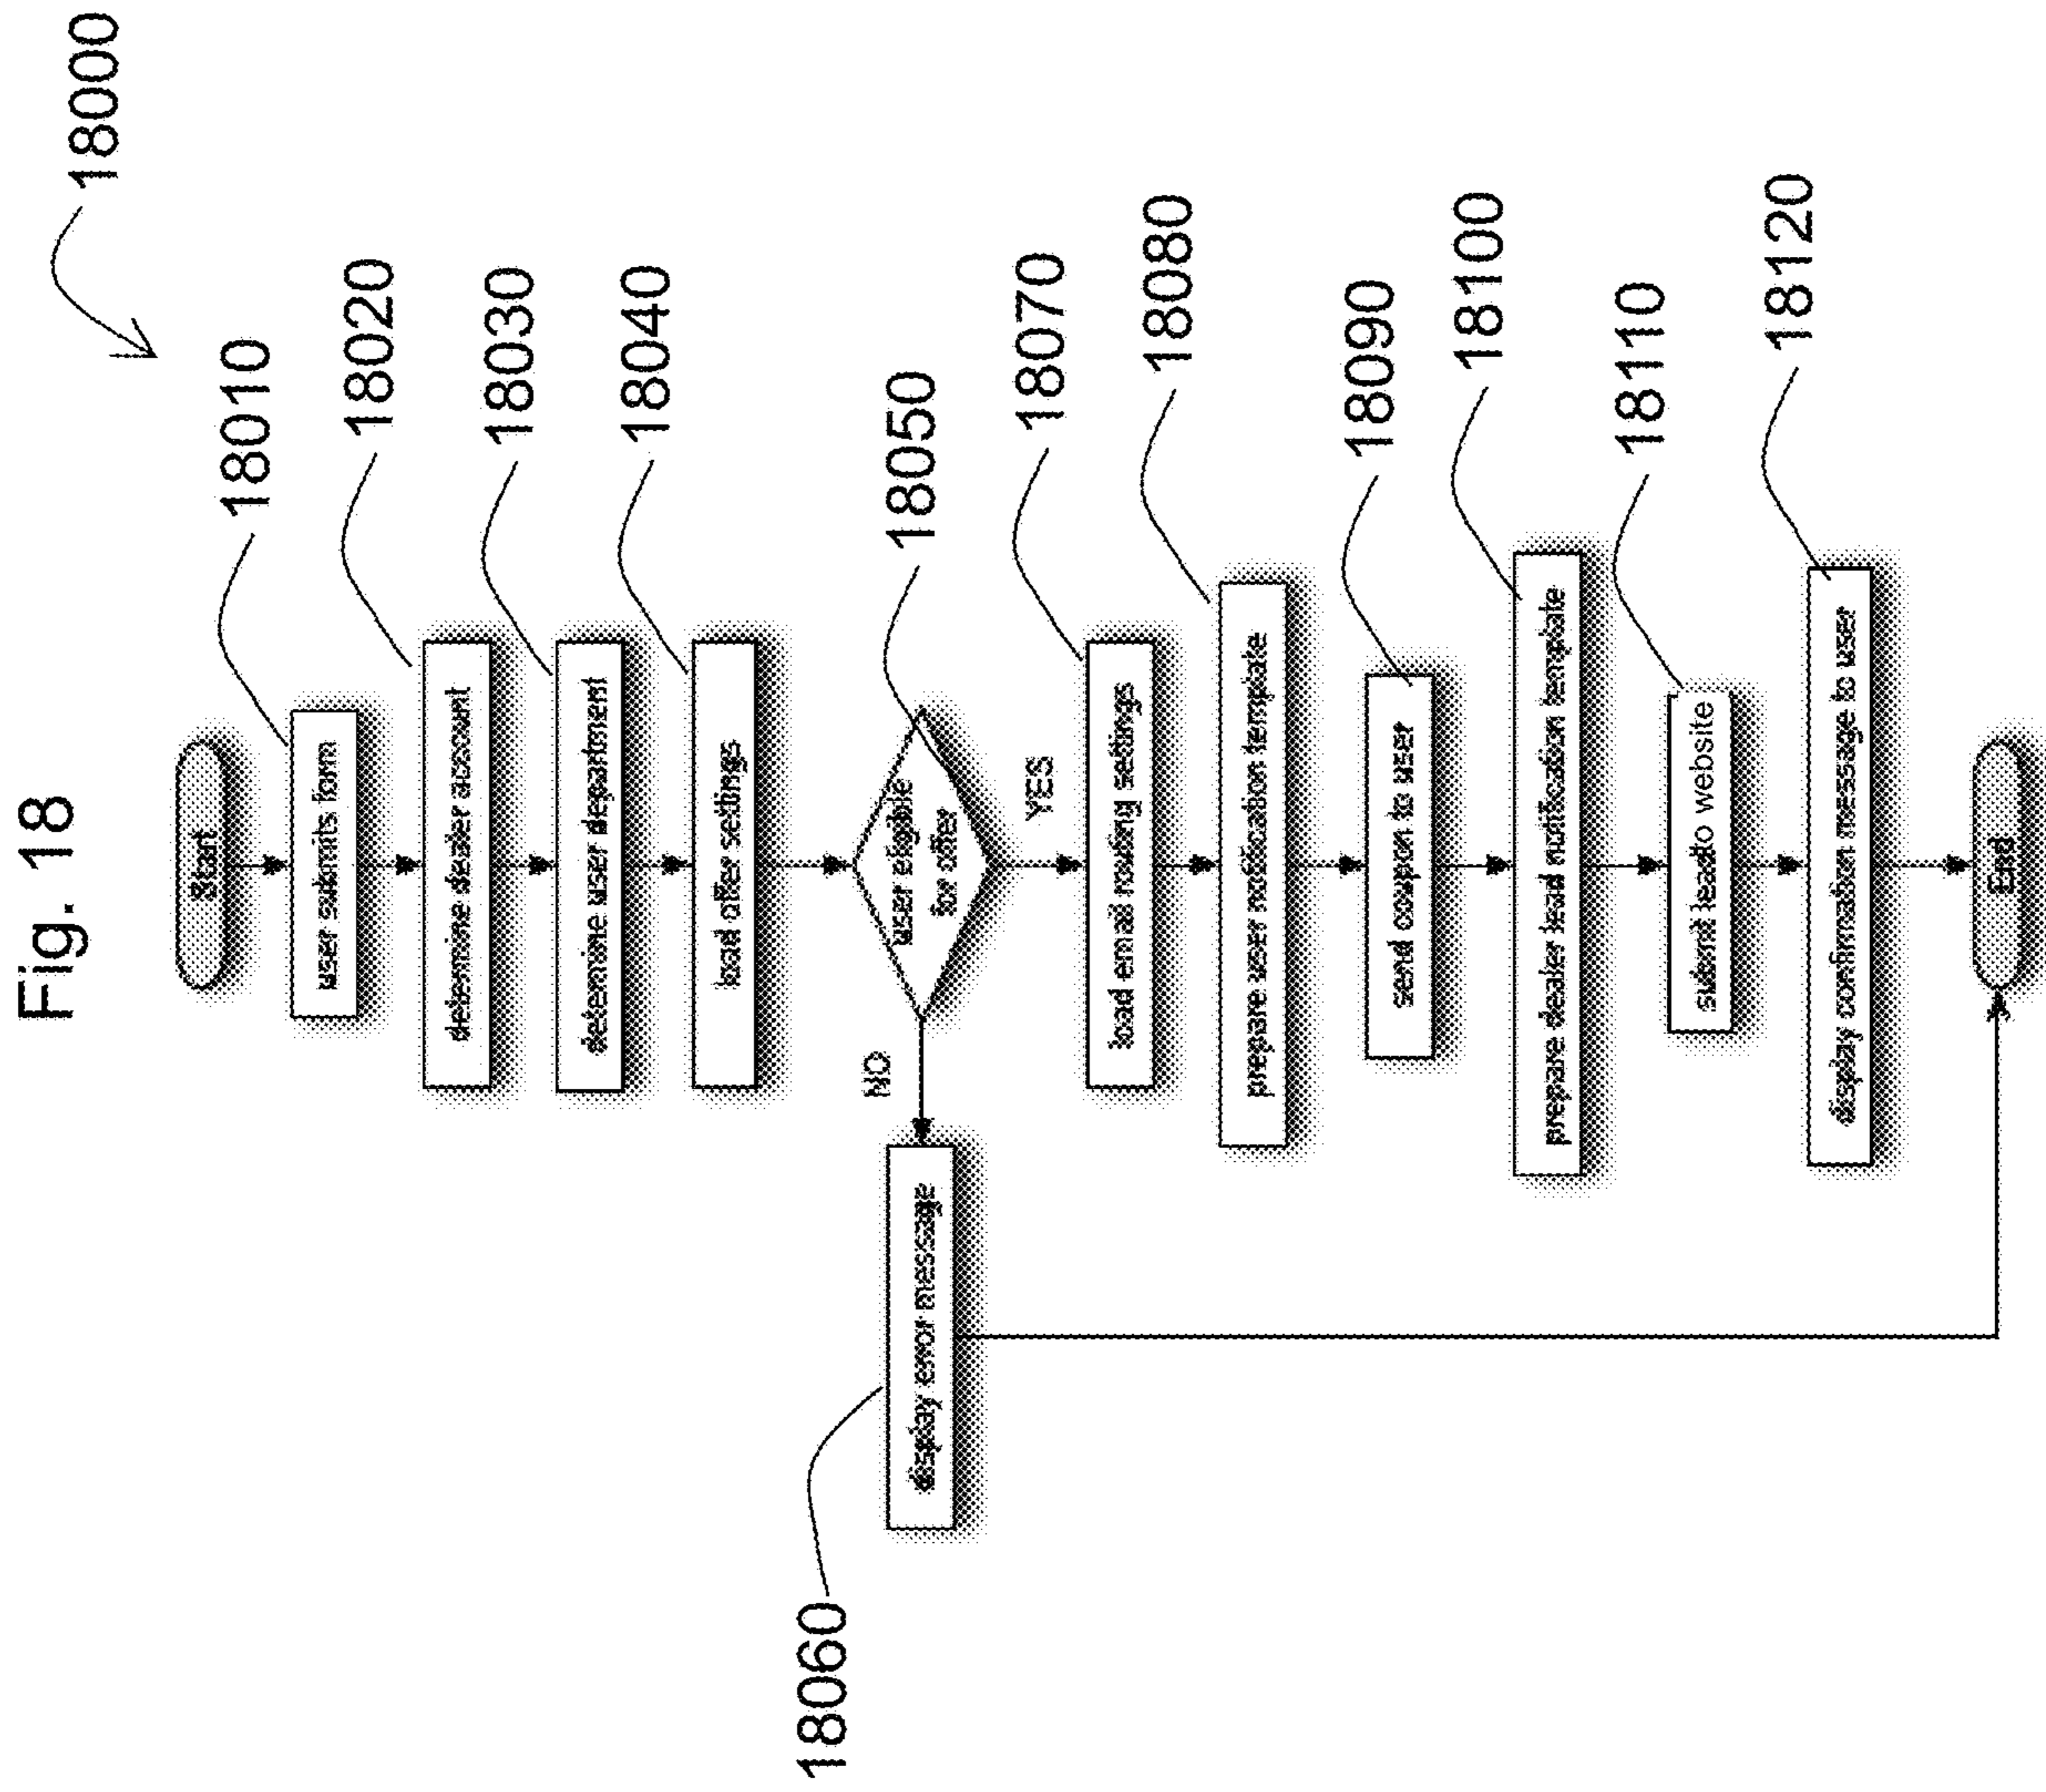 Fig. 18
18000
Start
18010
user submits form
18020
determine dealer account
18030
determine user department
18040
load offer settings
18050
user eligible
for offer
NO
YES
18060
display error message
18070
load email routing settings
18080
prepare user notification template
18090
send coupon to user
18100
prepare dealer lead notification template
18110
submit leado website
18120
display confirmation message to user
End